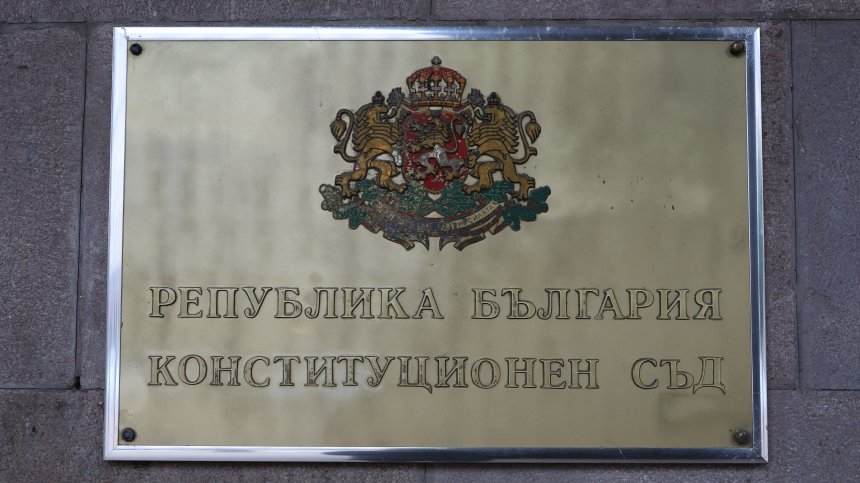 РЕПУБЛИКА БЪЛГАРИЯ
КОНСТИТУЦИОНЕН СЪД